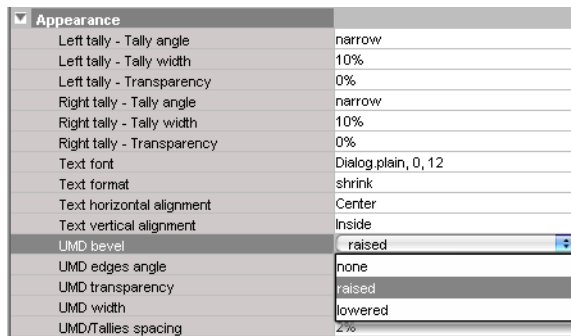 Appearance
Left tally - Tally angle narrow
Left tally - Tally width 10%
Left tally - Transparency 0%
Right tally - Tally angle narrow
Right tally - Tally width 10%
Right tally - Transparency 0%
Text font Dialog.plain, 0, 12
Text format shrink
Text horizontal alignment Center
Text vertical alignment Inside
UMD bevel raised
UMD edges angle none
UMD transparency raised
UMD width lowered
UMD/Tallies spacing 2%